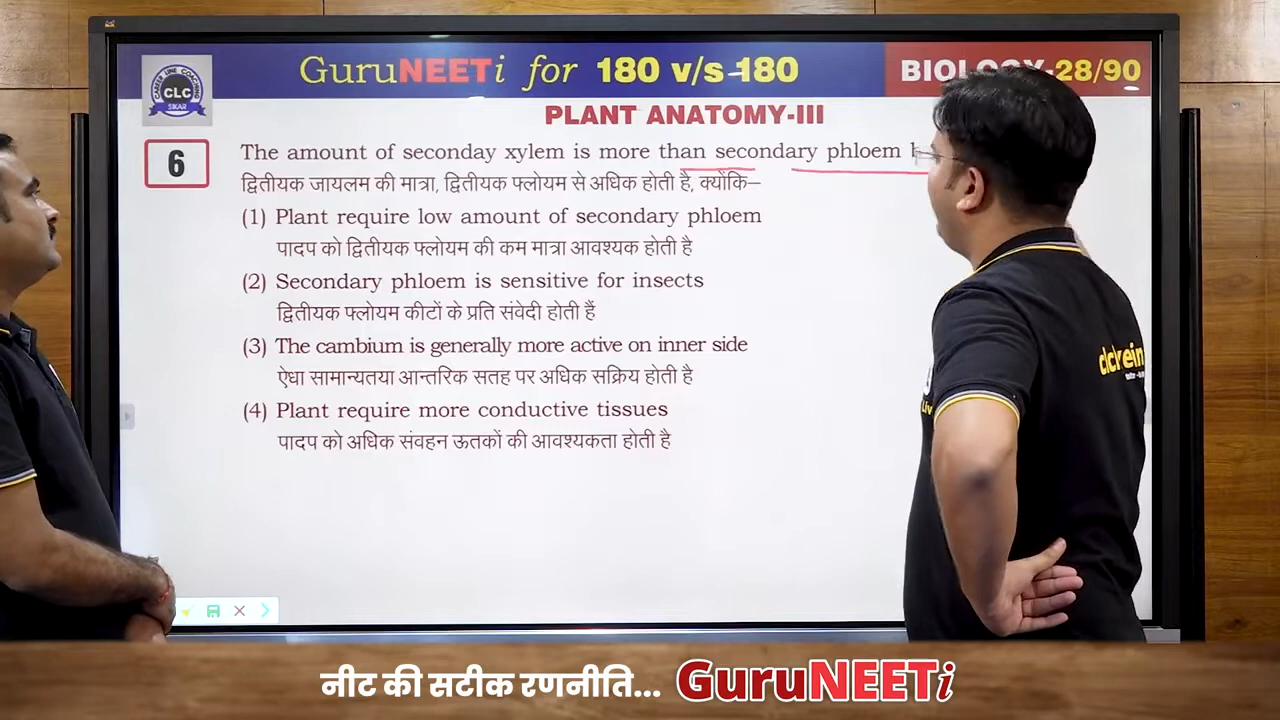 CAREER LINE COACHING
CLC
SIKAR
GuruNEETi for 180 v/s 180
28/90
PLANT ANATOMY-III
6
The amount of seconday xylem is more than secondary phloem
द्वितीयक जायलम की मात्रा, द्वितीयक फ्लोयम से अधिक होती है, क्योंकि–
(1) Plant require low amount of secondary phloem
पादप को द्वितीयक फ्लोयम की कम मात्रा आवश्यक होती है
(2) Secondary phloem is sensitive for insects
द्वितीयक फ्लोयम कीटों के प्रति संवेदी होती हैं
(3) The cambium is generally more active on inner side
ऐधा सामान्यतया आन्तरिक सतह पर अधिक सक्रिय होती है
(4) Plant require more conductive tissues
पादप को अधिक संवहन ऊतकों की आवश्यकता होती है
नीट की सटीक रणनीति... GuruNEETi